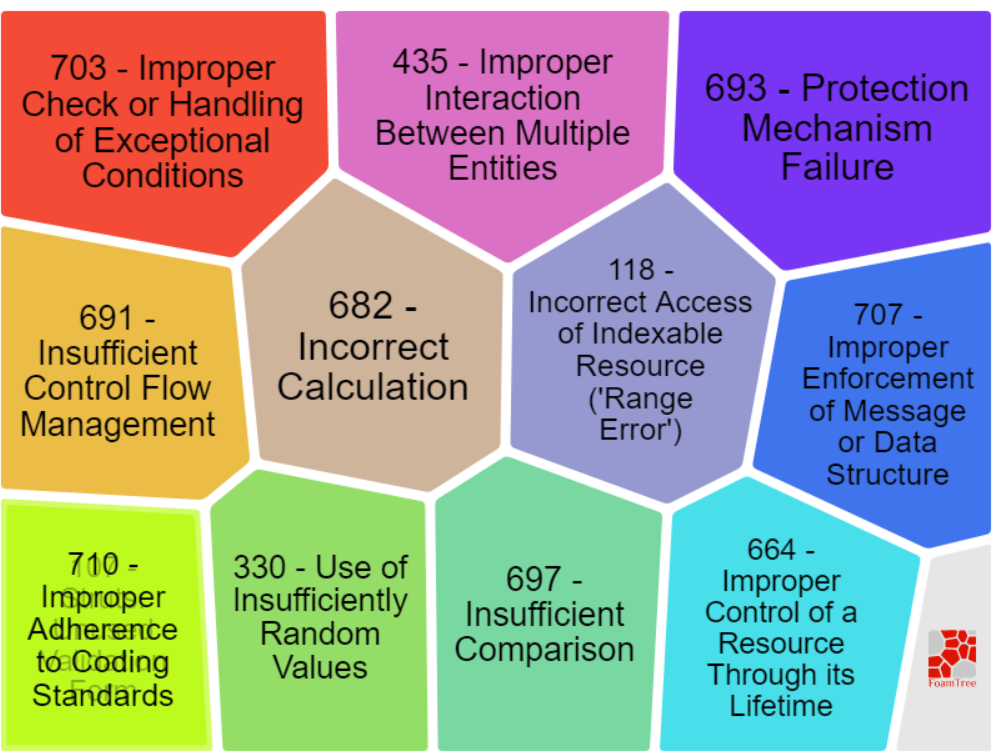 703 - Improper
Check or Handling
of Exceptional
Conditions
435 - Improper
Interaction
Between Multiple
Entities
693 - Protection
Mechanism
Failure
691 -
Insufficient
Control Flow
Management
682 -
Incorrect
Calculation
118 -
Incorrect Access
of Indexable
Resource
('Range
Error')
707 -
Improper
Enforcement
of Message
or Data
Structure
710 -
Improper
Adherence
to Coding
Standards
330 - Use of
Insufficiently
Random
Values
697 -
Insufficient
Comparison
664 -
Improper
Control of a
Resource
Through its
Lifetime
FoamTree